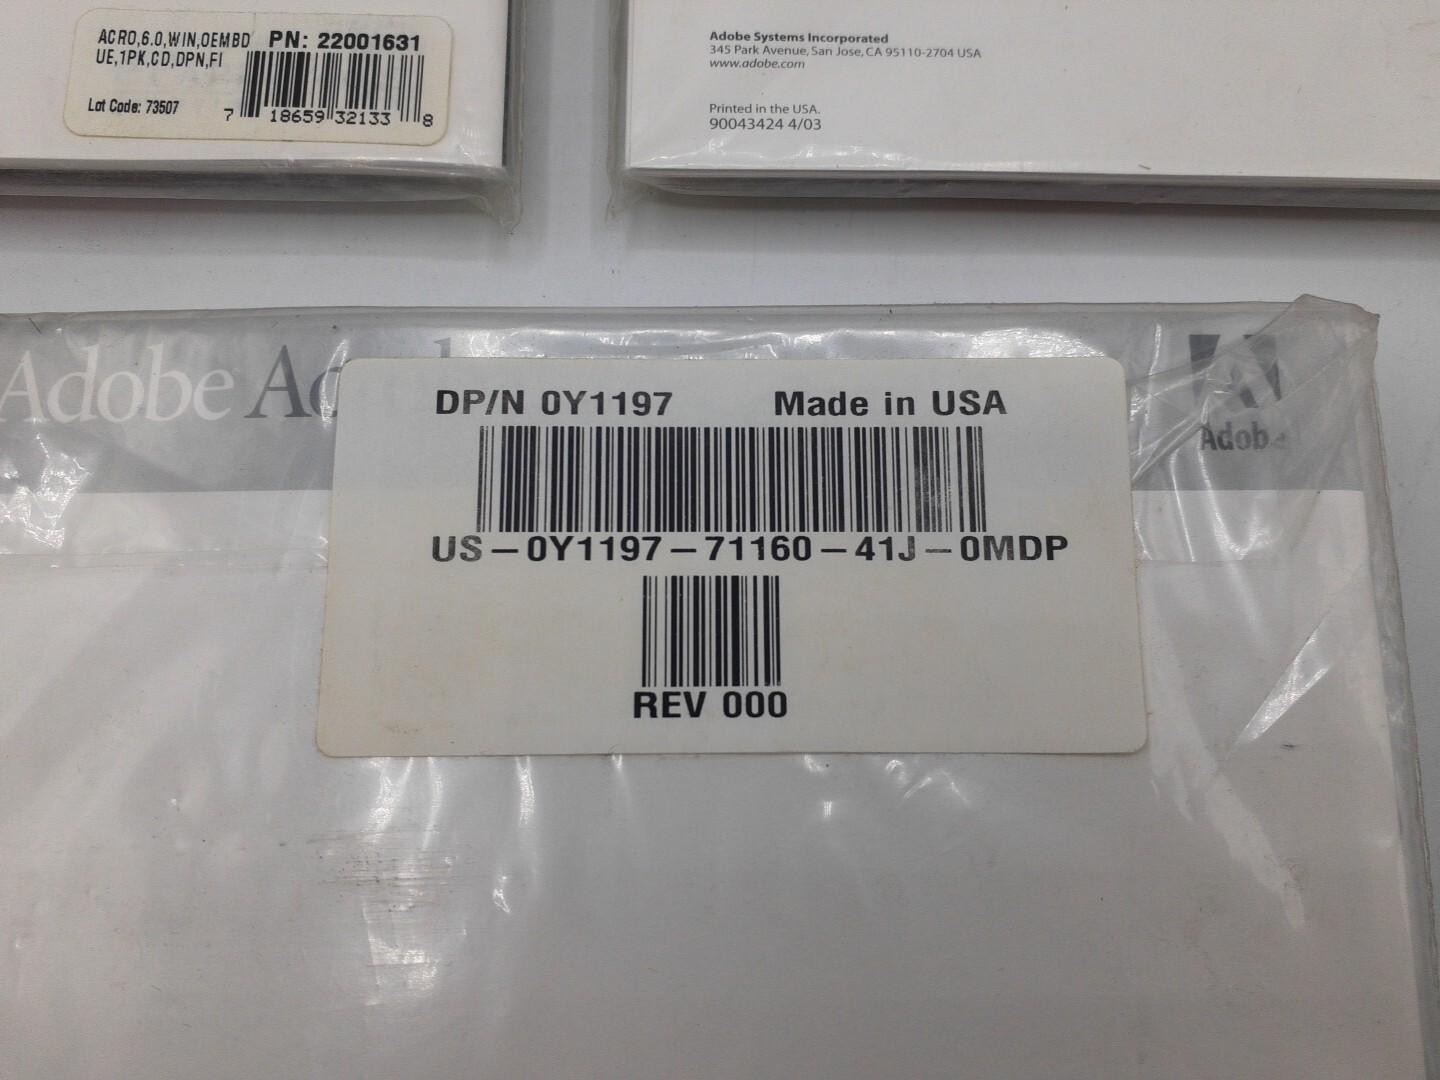 ACRO,6.0,WIN,OEMBD PN: 22001631
UE,1PK,CD,DPN,FI
Lot Code: 73507
7 18659 32133 8
Adobe Systems Incorporated
345 Park Avenue, San Jose, CA 95110-2704 USA
www.adobe.com
Printed in the USA.
90043424 4/03
Adobe
Adobe
DP/N 0Y1197 Made in USA
US-0Y1197-71160-41J-0MDP
REV 000